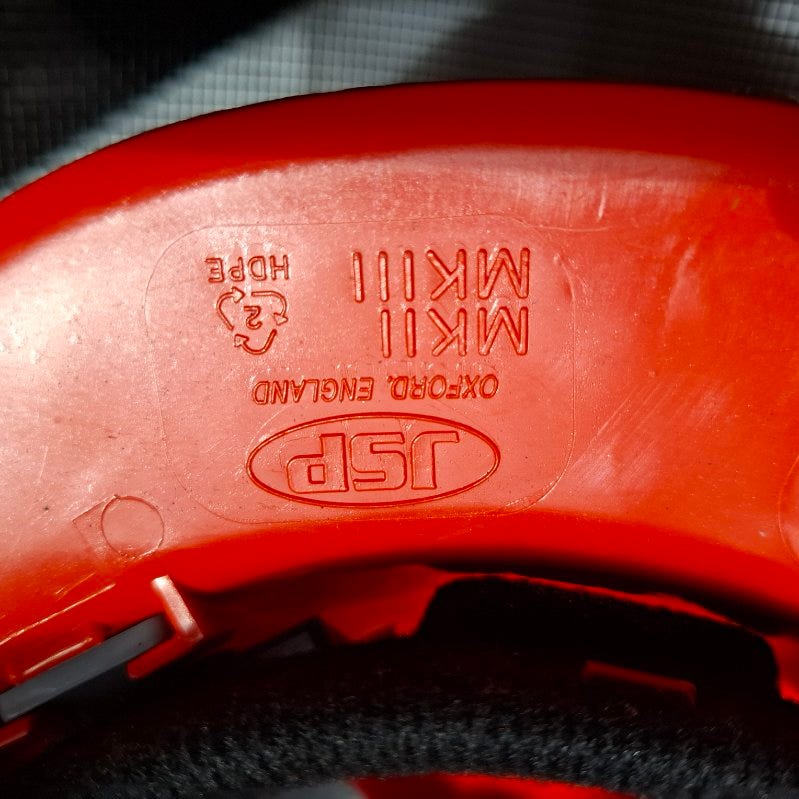 JSP
OXFORD, ENGLAND
MKII
MKIII
2
HDPE